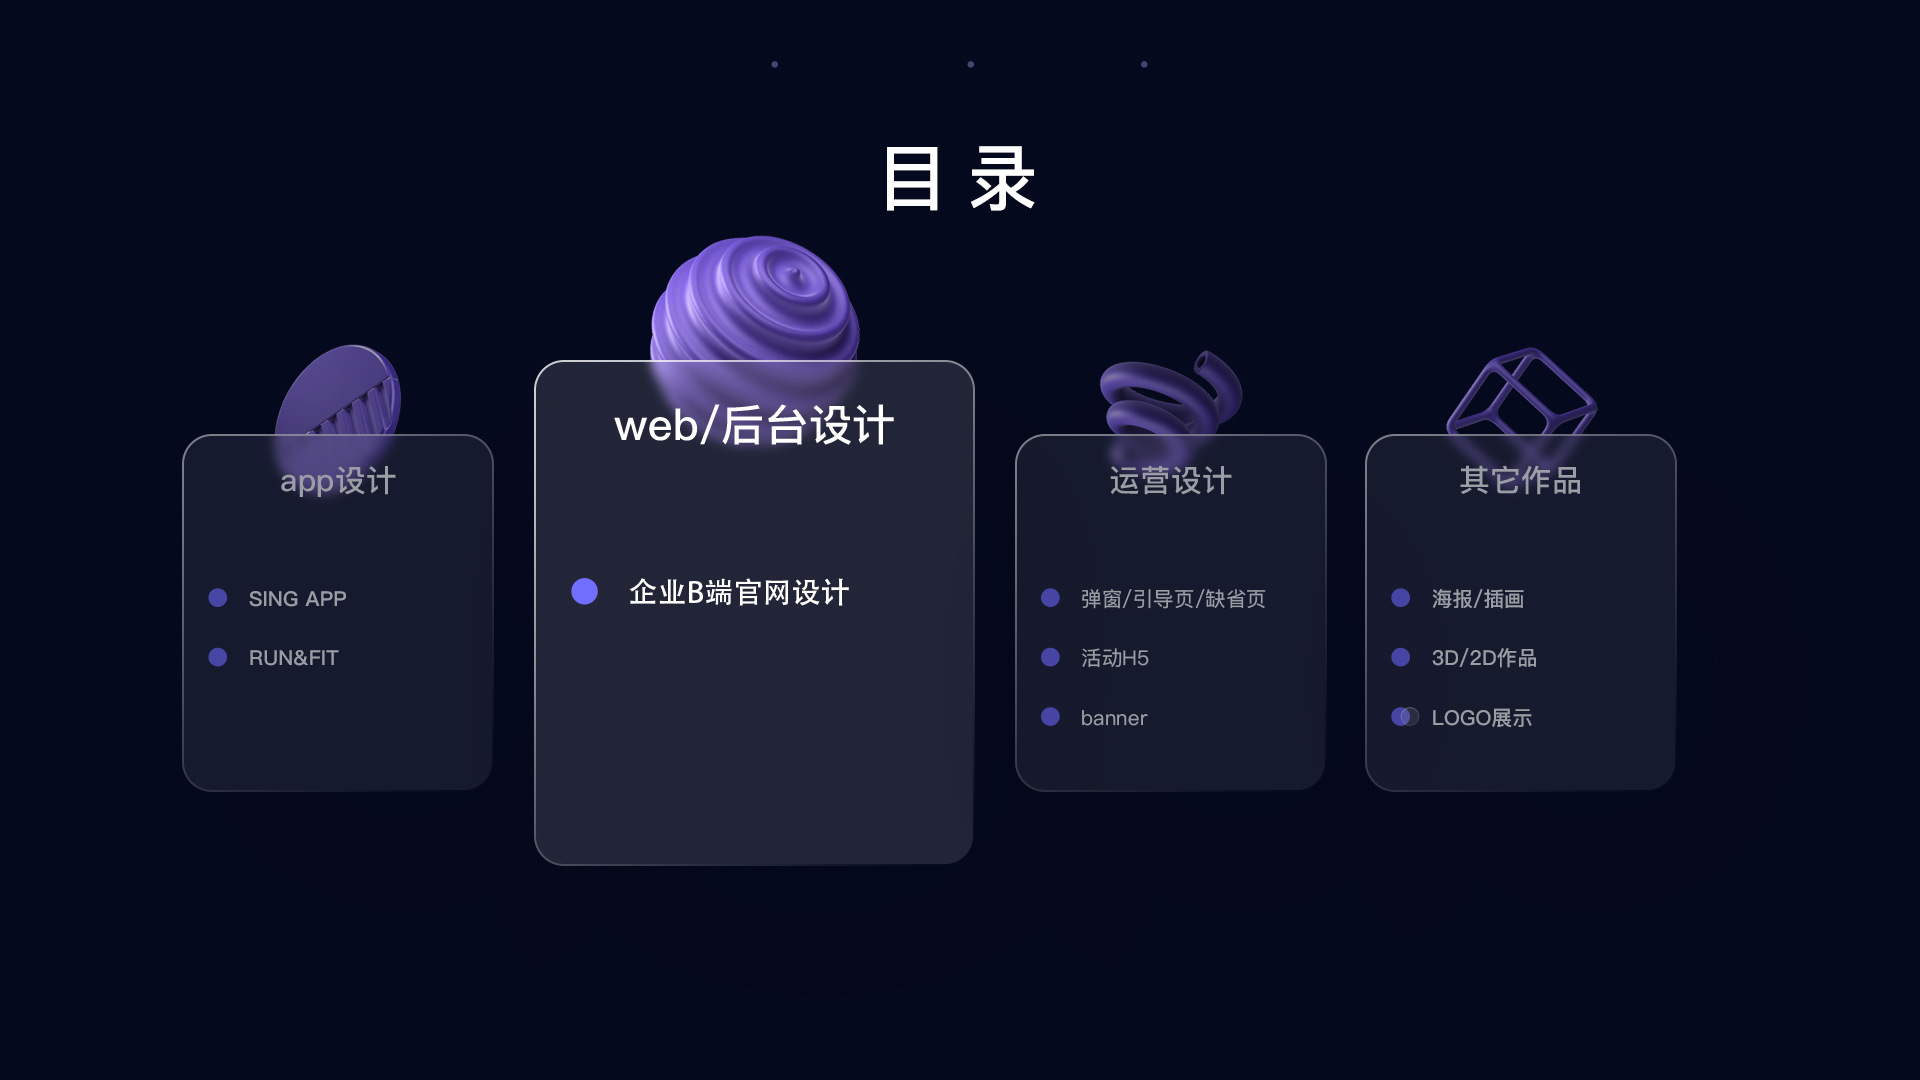 目录
app设计
SING APP
RUN&FIT
web/后台设计
企业B端官网设计
运营设计
弹窗/引导页/缺省页
活动H5
banner
其它作品
海报/插画
3D/2D作品
LOGO展示